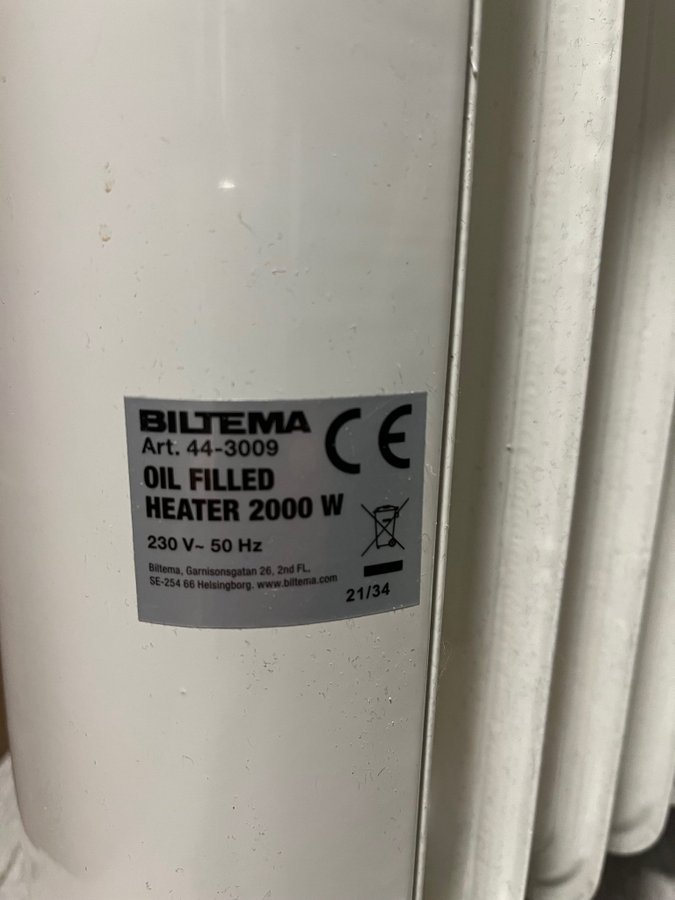 BILTEMA
Art. 44-3009
CE
OIL FILLED
HEATER 2000 W
230 V~ 50 Hz
Biltema, Garnisonsgatan 26, 2nd FL,
SE-254 66 Helsingborg. www.biltema.com
21/34